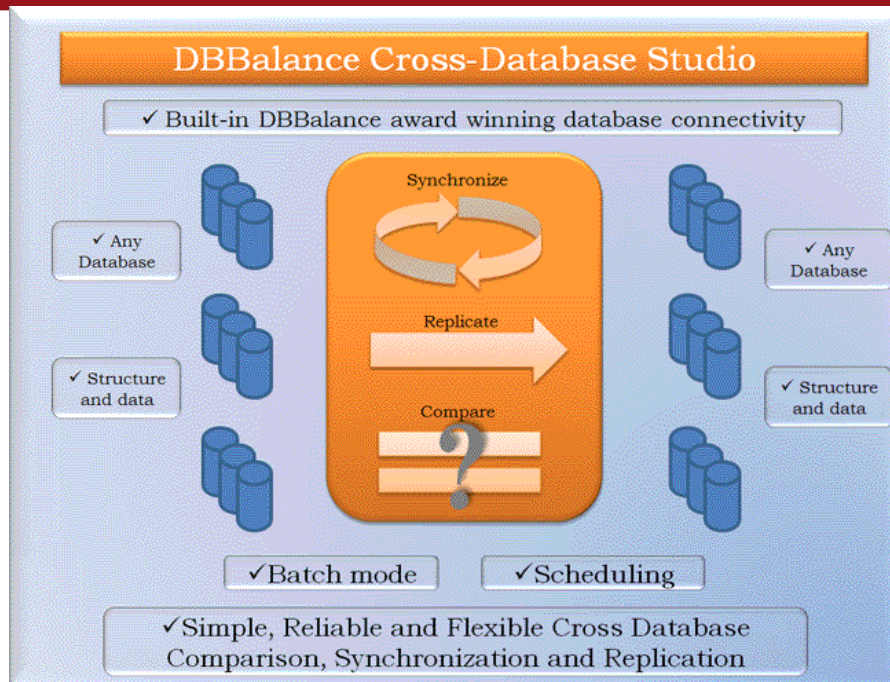 DBBalance Cross-Database Studio
✓ Built-in DBBalance award winning database connectivity
Synchronize
✓ Any
Database
✓ Any
Database
Replicate
✓ Structure
and data
✓ Structure
and data
Compare
?
✓Batch mode
✓Scheduling
✓Simple, Reliable and Flexible Cross Database
Comparison, Synchronization and Replication